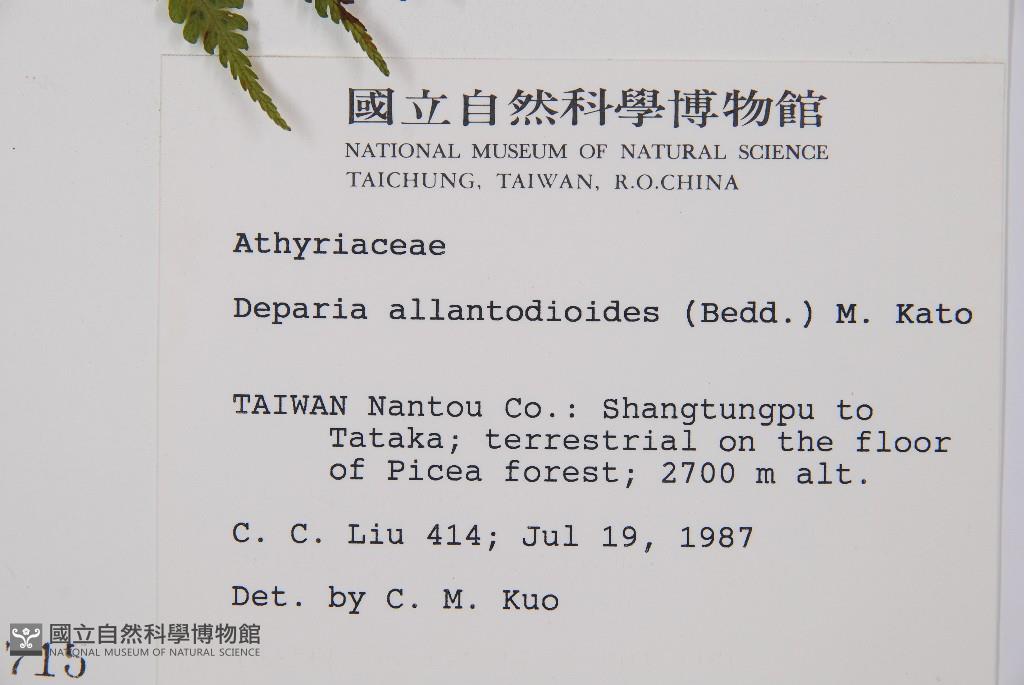 國立自然科學博物館
NATIONAL MUSEUM OF NATURAL SCIENCE
TAICHUNG, TAIWAN, R.O.CHINA
Athyriaceae
Deparia allantodioides (Bedd.) M. Kato
TAIWAN Nantou Co.: Shangtungpu to
Tataka; terrestrial on the floor
of Picea forest; 2700 m alt.
C. C. Liu 414; Jul 19, 1987
Det. by C. M. Kuo
國立自然科學博物館
NATIONAL MUSEUM OF NATURAL SCIENCE
715